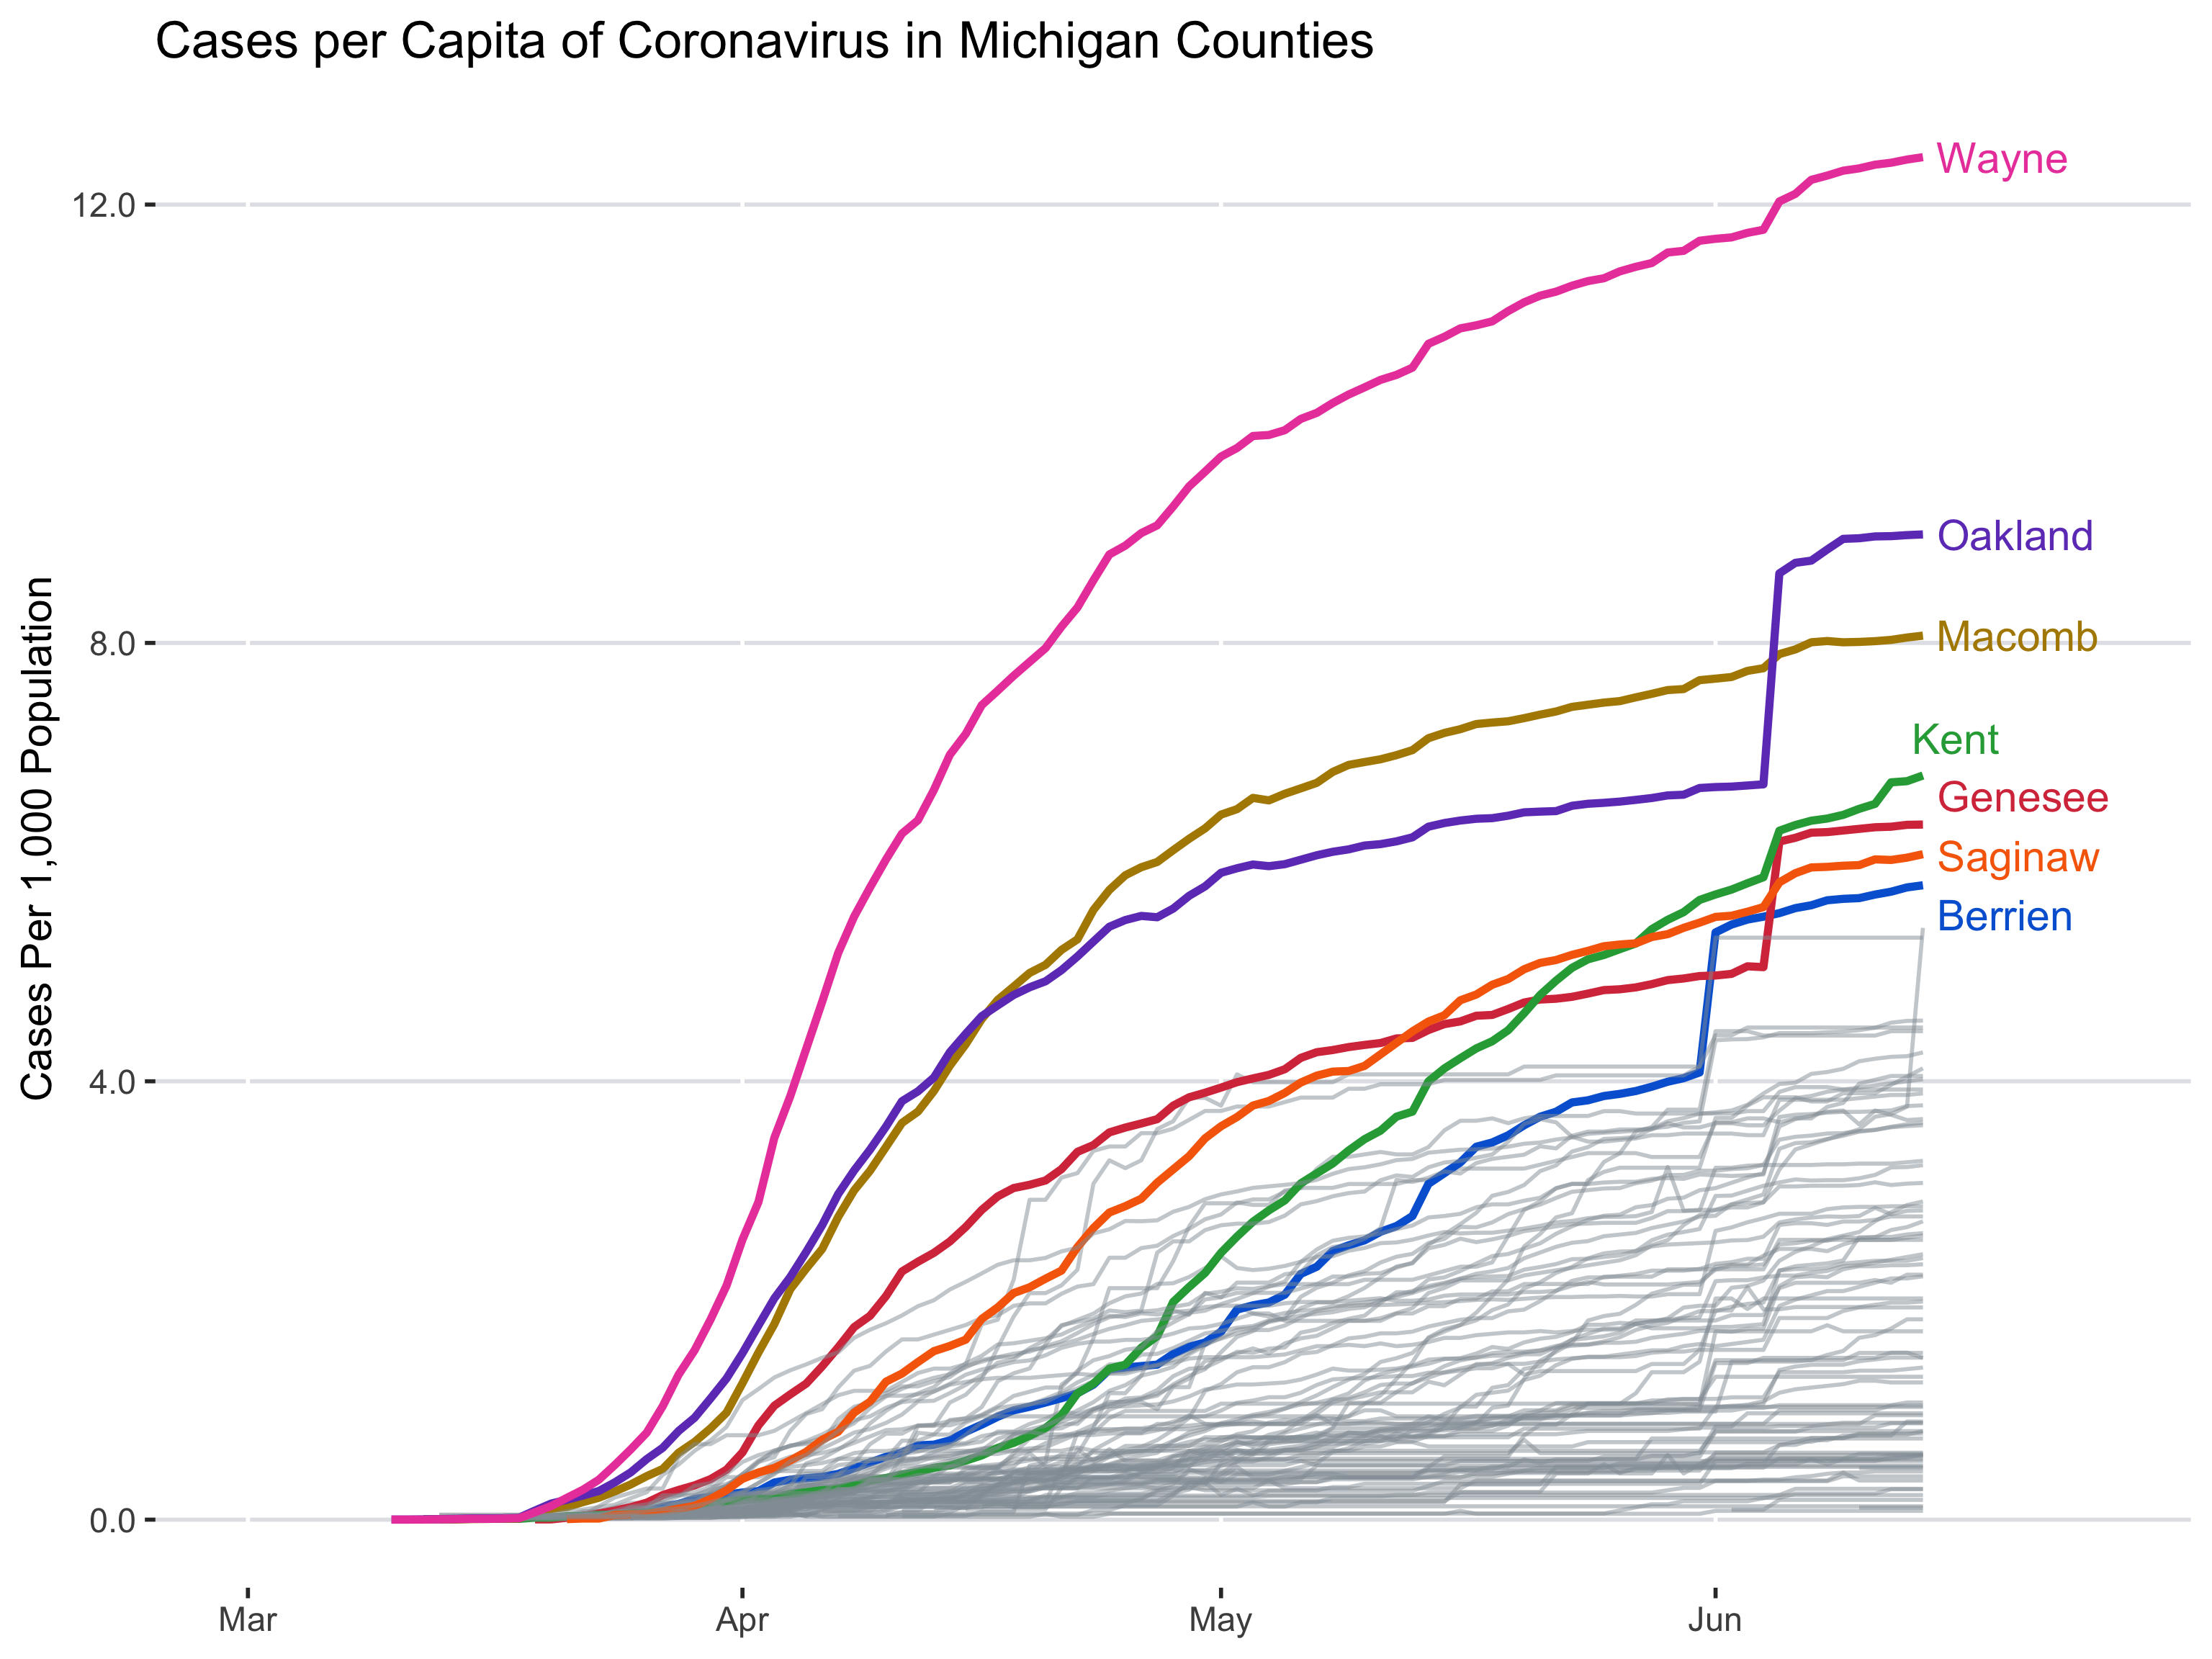 Cases per Capita of Coronavirus in Michigan Counties
Cases Per 1,000 Population
12.0
8.0
4.0
0.0
Wayne
Oakland
Macomb
Kent
Genesee
Saginaw
Berrien
Mar Apr May Jun